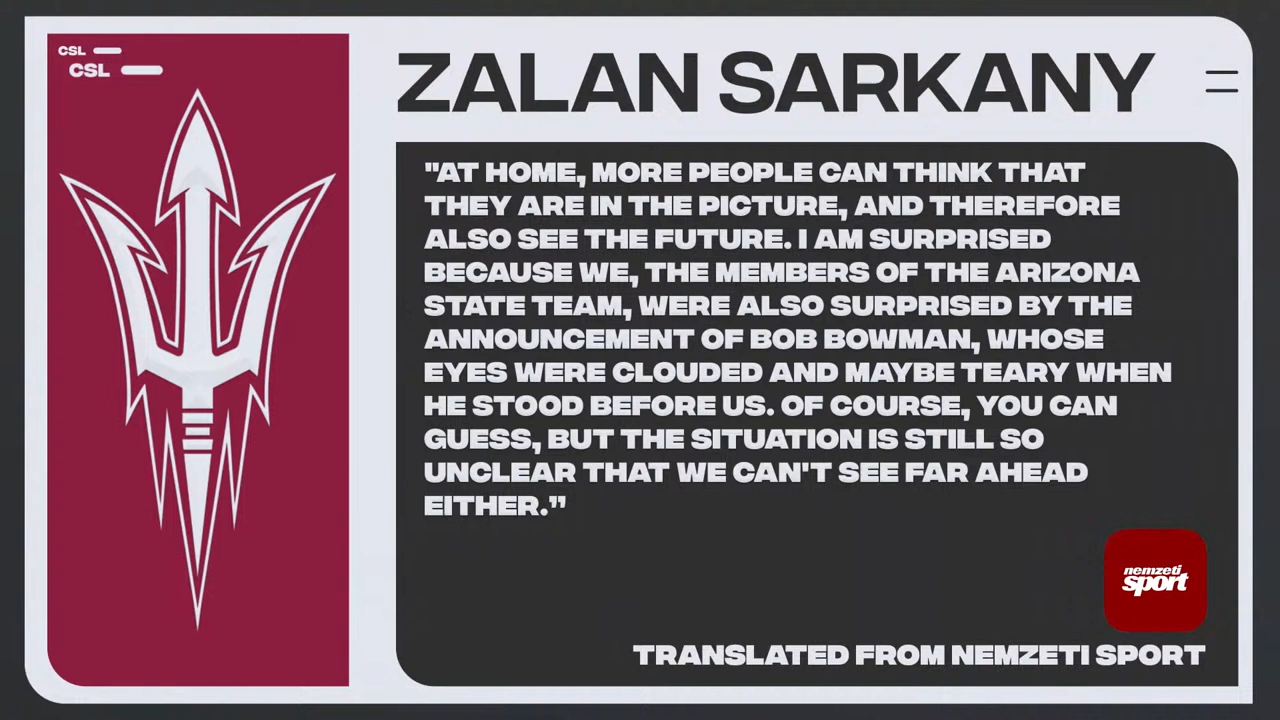 CSL
CSL
ZALAN SARKANY
"AT HOME, MORE PEOPLE CAN THINK THAT
THEY ARE IN THE PICTURE, AND THEREFORE
ALSO SEE THE FUTURE. I AM SURPRISED
BECAUSE WE, THE MEMBERS OF THE ARIZONA
STATE TEAM, WERE ALSO SURPRISED BY THE
ANNOUNCEMENT OF BOB BOWMAN, WHOSE
EYES WERE CLOUDED AND MAYBE TEARY WHEN
HE STOOD BEFORE US. OF COURSE, YOU CAN
GUESS, BUT THE SITUATION IS STILL SO
UNCLEAR THAT WE CAN'T SEE FAR AHEAD
EITHER.”
nemzeti
sport
TRANSLATED FROM NEMZETI SPORT